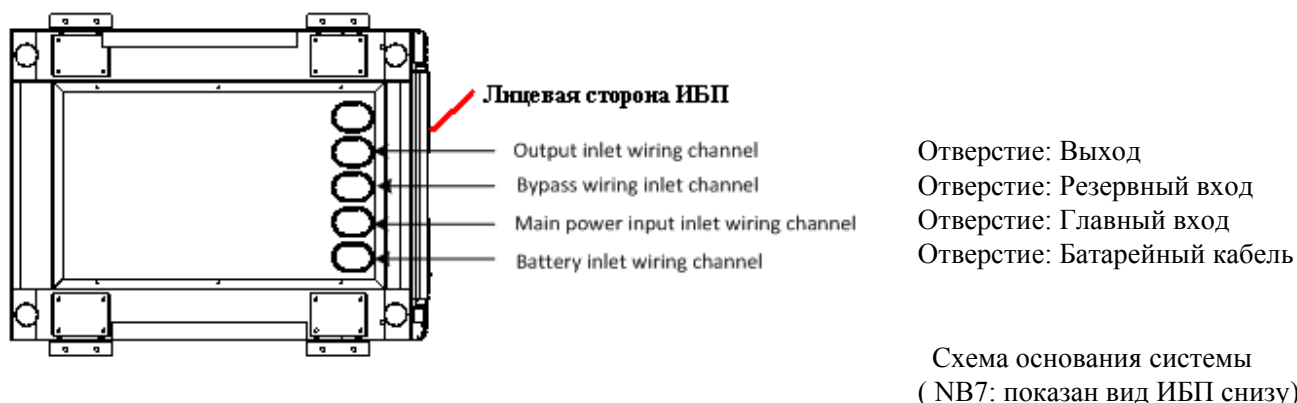 Лицевая сторона ИБП
Output inlet wiring channel
Bypass wiring inlet channel
Main power input inlet wiring channel
Battery inlet wiring channel
Отверстие: Выход
Отверстие: Резервный вход
Отверстие: Главный вход
Отверстие: Батарейный кабель
Схема основания системы
( NB7: показан вид ИБП снизу)